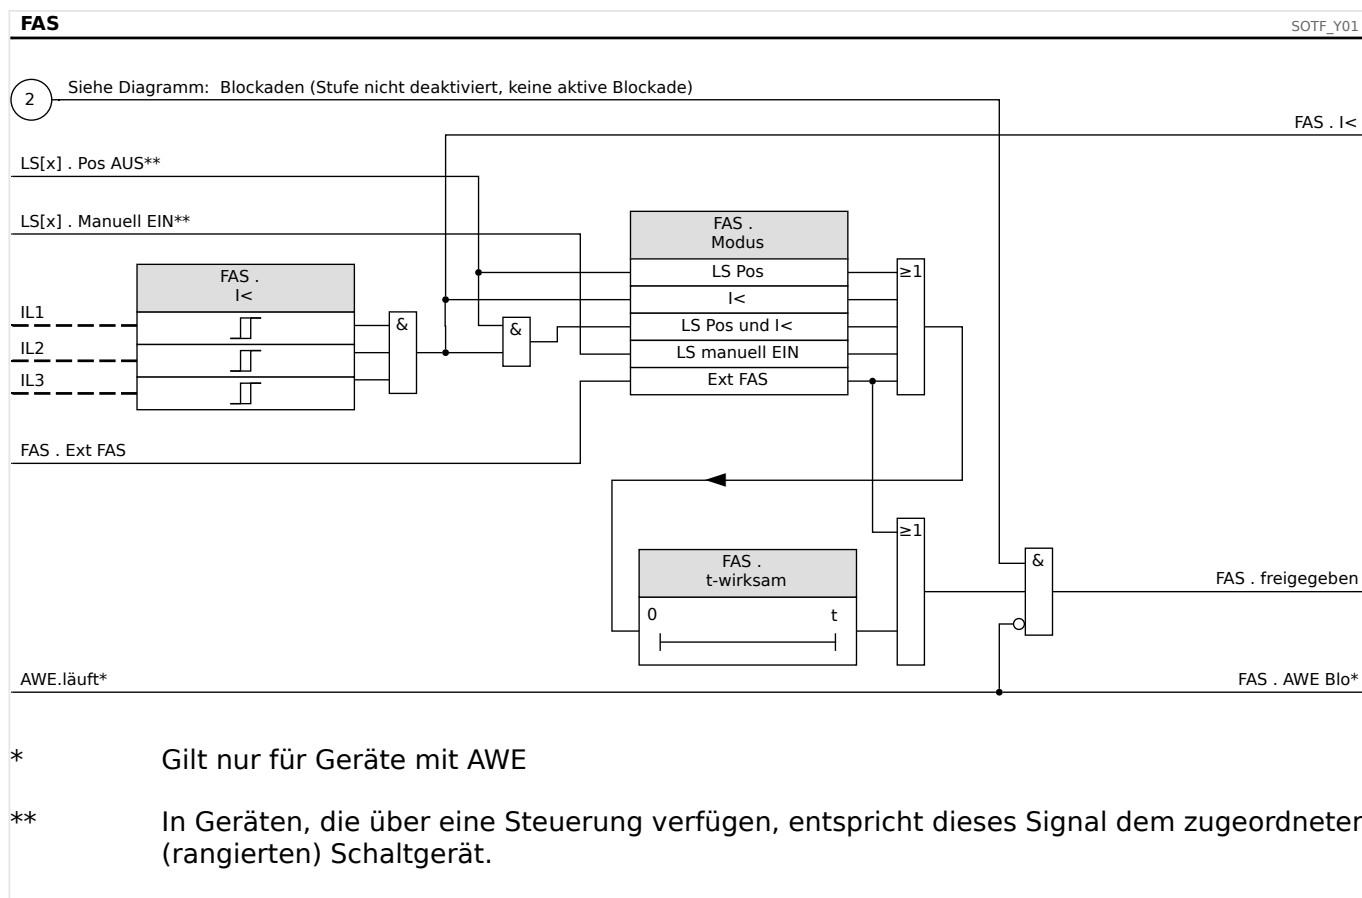 FAS
SOTF_Y01
2
Siehe Diagramm: Blockaden (Stufe nicht deaktiviert, keine aktive Blockade)
FAS . I<
LS[x] . Pos AUS**
LS[x] . Manuell EIN**
FAS .
Modus
LS Pos
I<
LS Pos und I<
LS manuell EIN
Ext FAS
≥1
FAS .
I<
IL1
IL2
IL3
&
&
FAS . Ext FAS
≥1
FAS .
t-wirksam
0
t
&
FAS . freigegeben
AWE.läuft*
FAS . AWE Blo*
* Gilt nur für Geräte mit AWE
** In Geräten, die über eine Steuerung verfügen, entspricht dieses Signal dem zugeordneter
(rangierten) Schaltgerät.